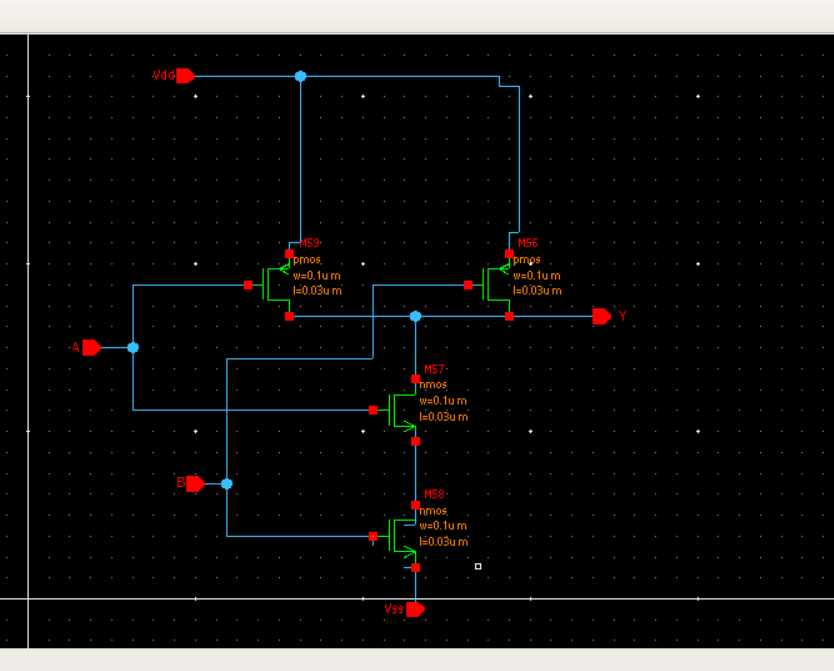 Vdd
M59
pmos
w=0.1u m
l=0.03u m
M56
pmos
w=0.1u m
l=0.03u m
Y
A
M57
nmos
w=0.1u m
l=0.03u m
B
M58
nmos
w=0.1u m
l=0.03u m
Vss